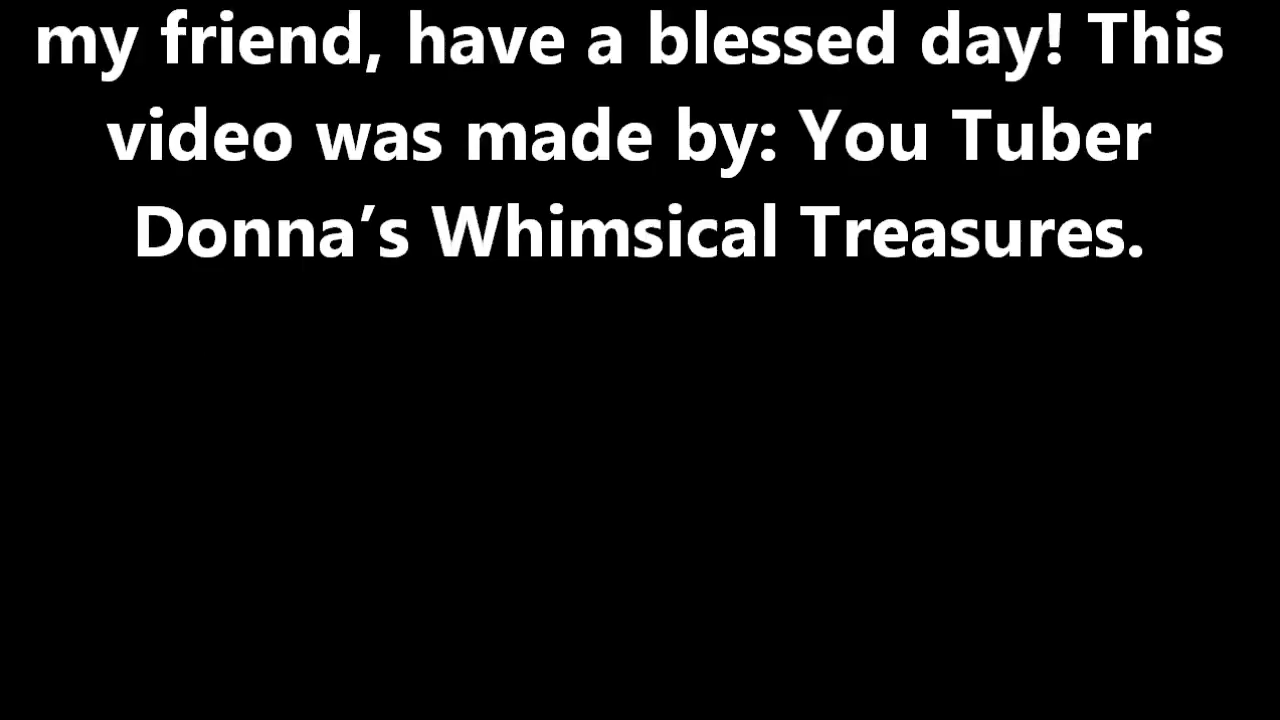 my friend, have a blessed day! This
video was made by: You Tuber
Donna’s Whimsical Treasures.